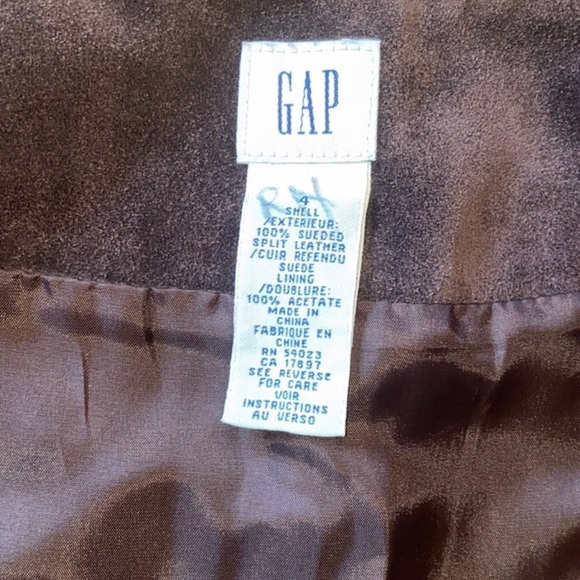 GAP
4
SHELL
/EXTERIEUR:
100% SUEDED
SPLIT LEATHER
/CUIR REFENDU
SUEDE
LINING
/DOUBLURE:
100% ACETATE
MADE IN
CHINA
FABRIQUE EN
CHINE
RN 54023
CA 17897
SEE REVERSE
FOR CARE
VOIR
INSTRUCTIONS
AU VERSO